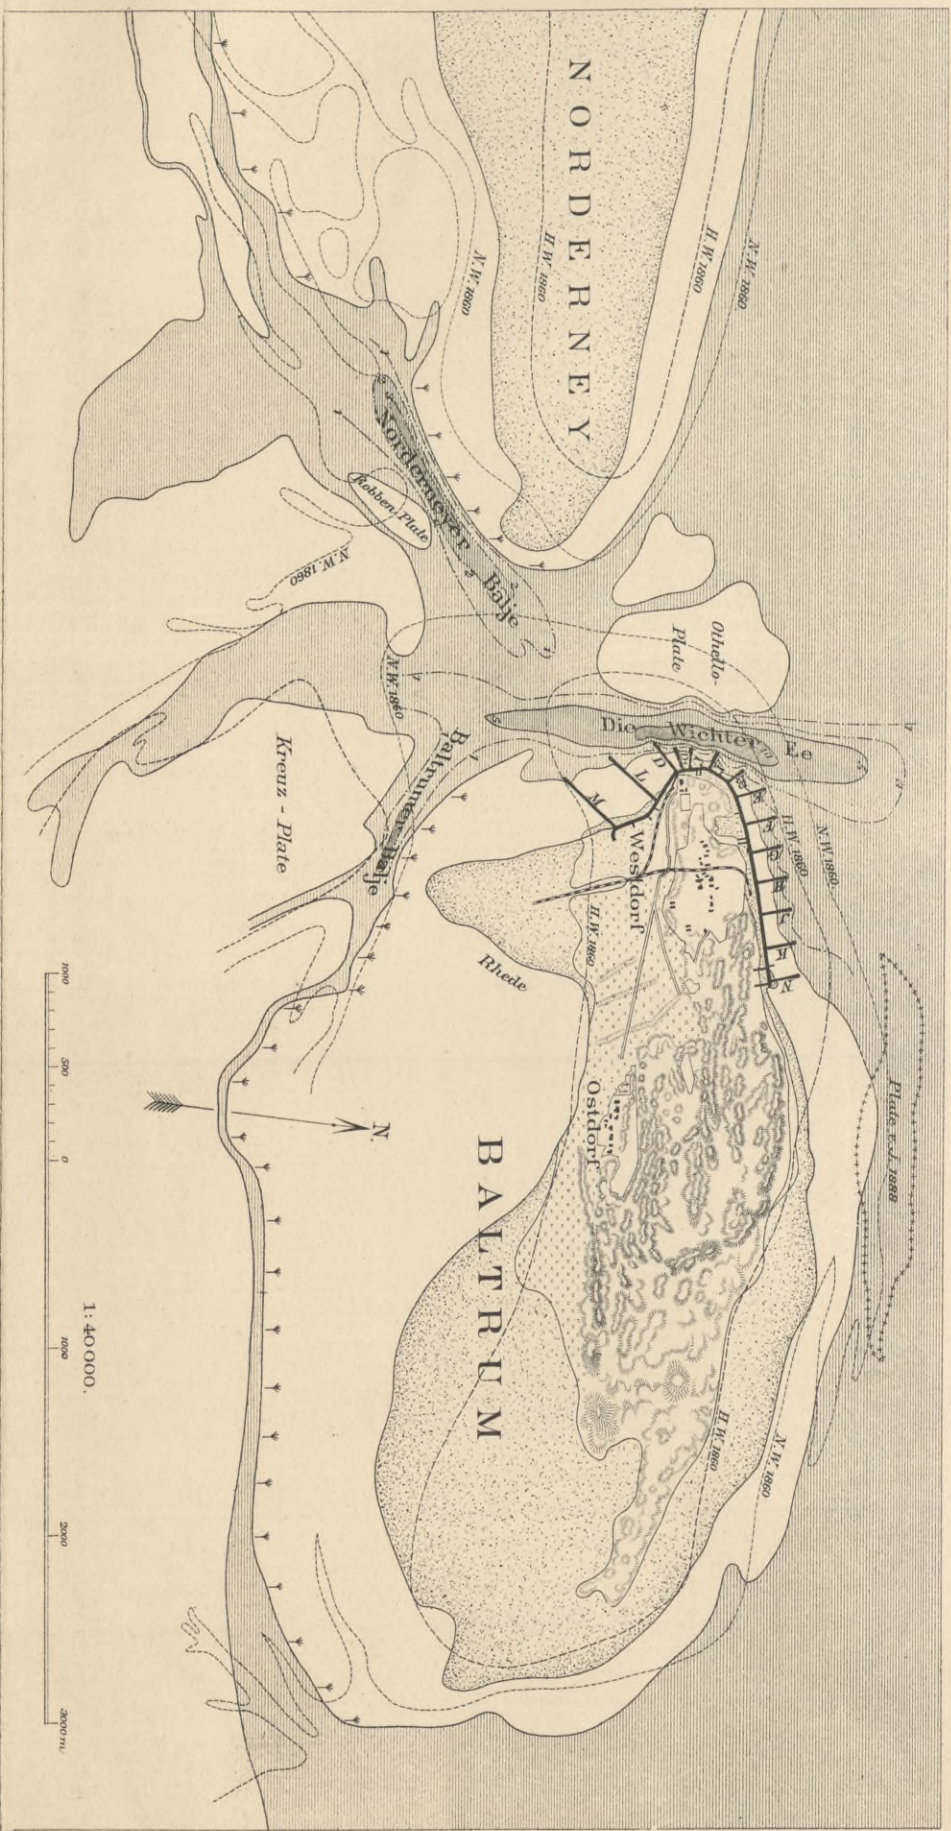 NORDERNEY
N.W. 1860
H.W. 1860
H.W. 1860
N.W. 1860
Norderneyer Balje
Robben-Plate
N.W. 1860
Othello-
Plate
Die Wichter Ee
N.W. 1860
Baltrumer Balje
Kreuz - Plate
D
L
M
H.W. 1860
N.W. 1860
N
Westdorf
H.W. 1860
Rhede
Ostdorf
Plate v. J. 1888
BALTRUM
H.W. 1860
N.W. 1860
N.
1000 500 0 1000 2000 3000 m.
1:40000.